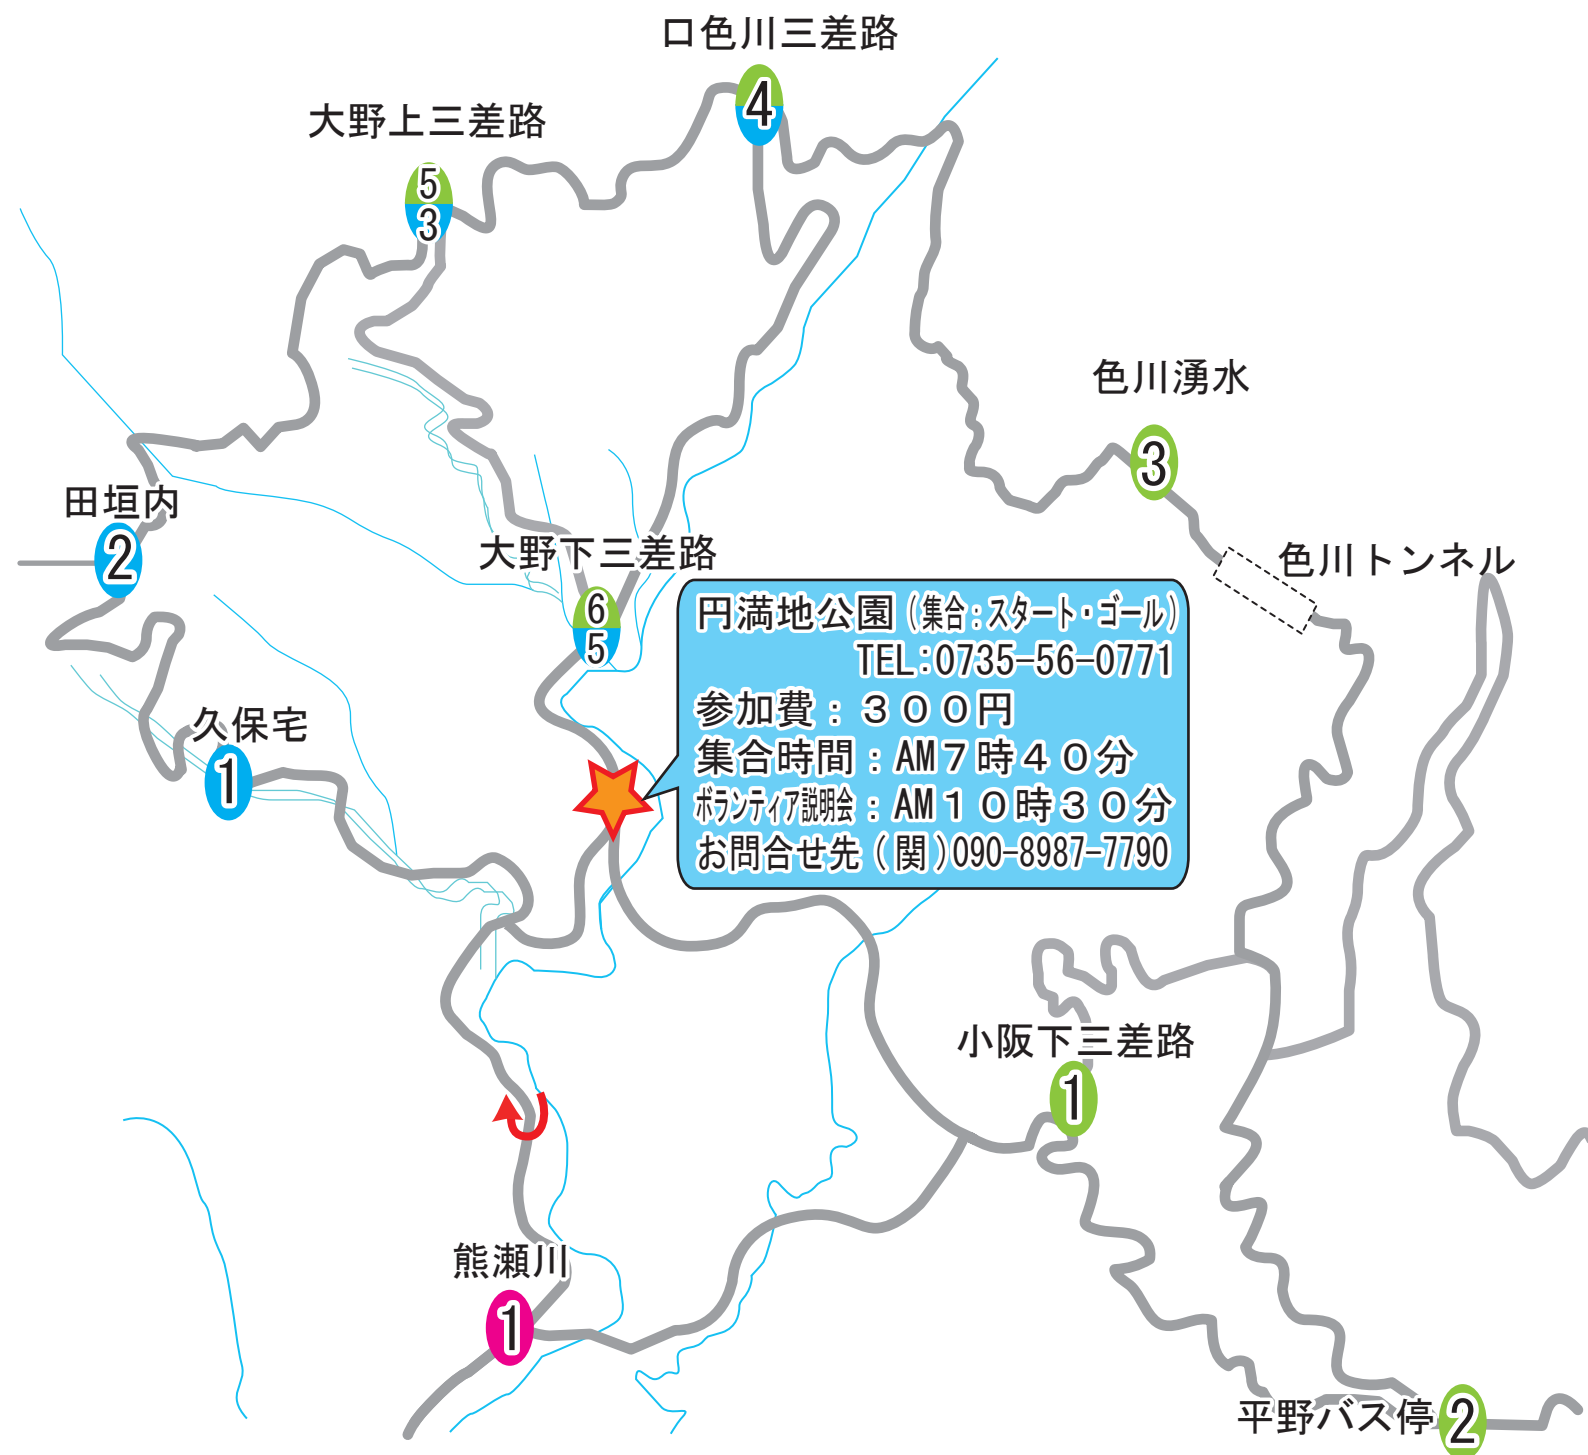 口色川三差路
4
大野上三差路
5
3
色川湧水
3
色川トンネル
田垣内
2
大野下三差路
6
5
円満地公園（集合：スタート・ゴール）
TEL：0735-56-0771
参加費：３００円
集合時間：AM７時４０分
ボランティア説明会：AM１０時３０分
お問合せ先（関）090-8987-7790
久保宅
1
小阪下三差路
1
熊瀬川
1
平野バス停
2